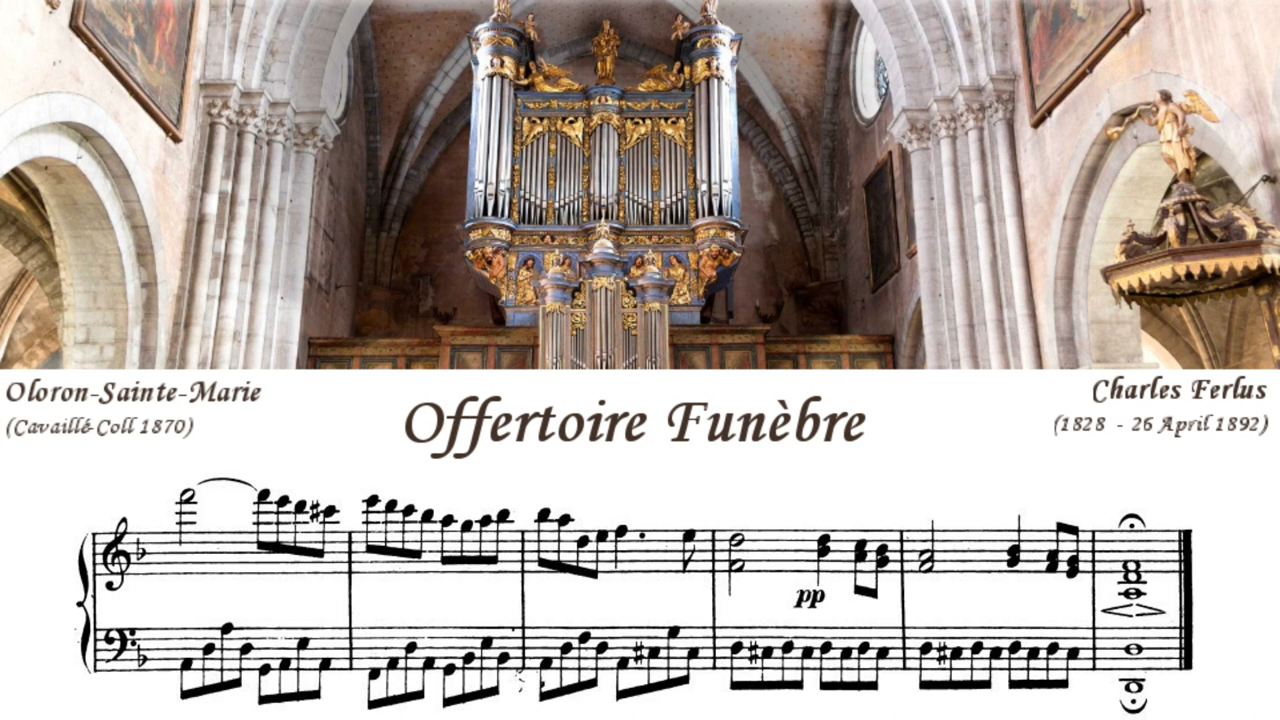 Oloron-Sainte-Marie
(Cavaillé-Coll 1870)
Offertoire Funèbre
Charles Ferlus
(1828 - 26 April 1892)
pp